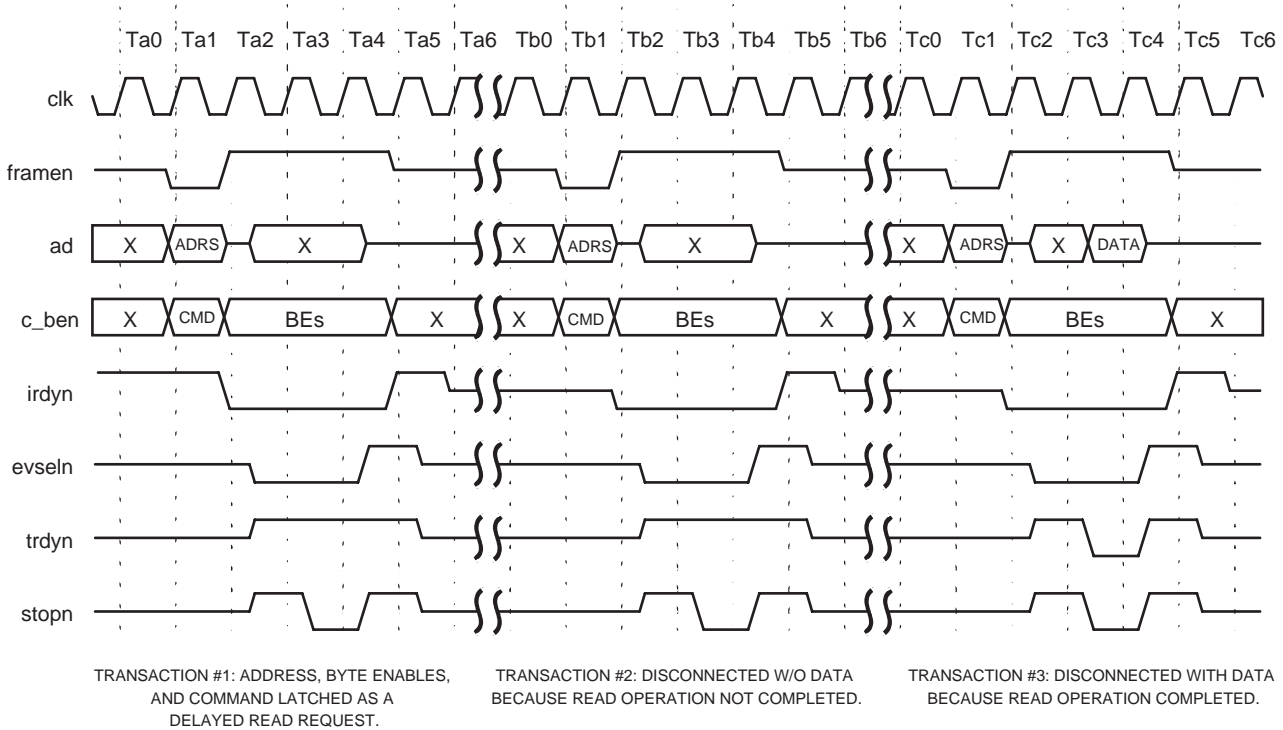 Ta0 Ta1 Ta2 Ta3 Ta4 Ta5 Ta6 Tb0 Tb1 Tb2 Tb3 Tb4 Tb5 Tb6 Tc0 Tc1 Tc2 Tc3 Tc4 Tc5 Tc6
clk
framen
ad X ADRS X X ADRS X X ADRS X DATA
c_ben X CMD BEs X X CMD BEs X X CMD BEs X
irdyn
evseln
trdyn
stopn
TRANSACTION #1: ADDRESS, BYTE ENABLES,
AND COMMAND LATCHED AS A
DELAYED READ REQUEST.
TRANSACTION #2: DISCONNECTED W/O DATA
BECAUSE READ OPERATION NOT COMPLETED.
TRANSACTION #3: DISCONNECTED WITH DATA
BECAUSE READ OPERATION COMPLETED.